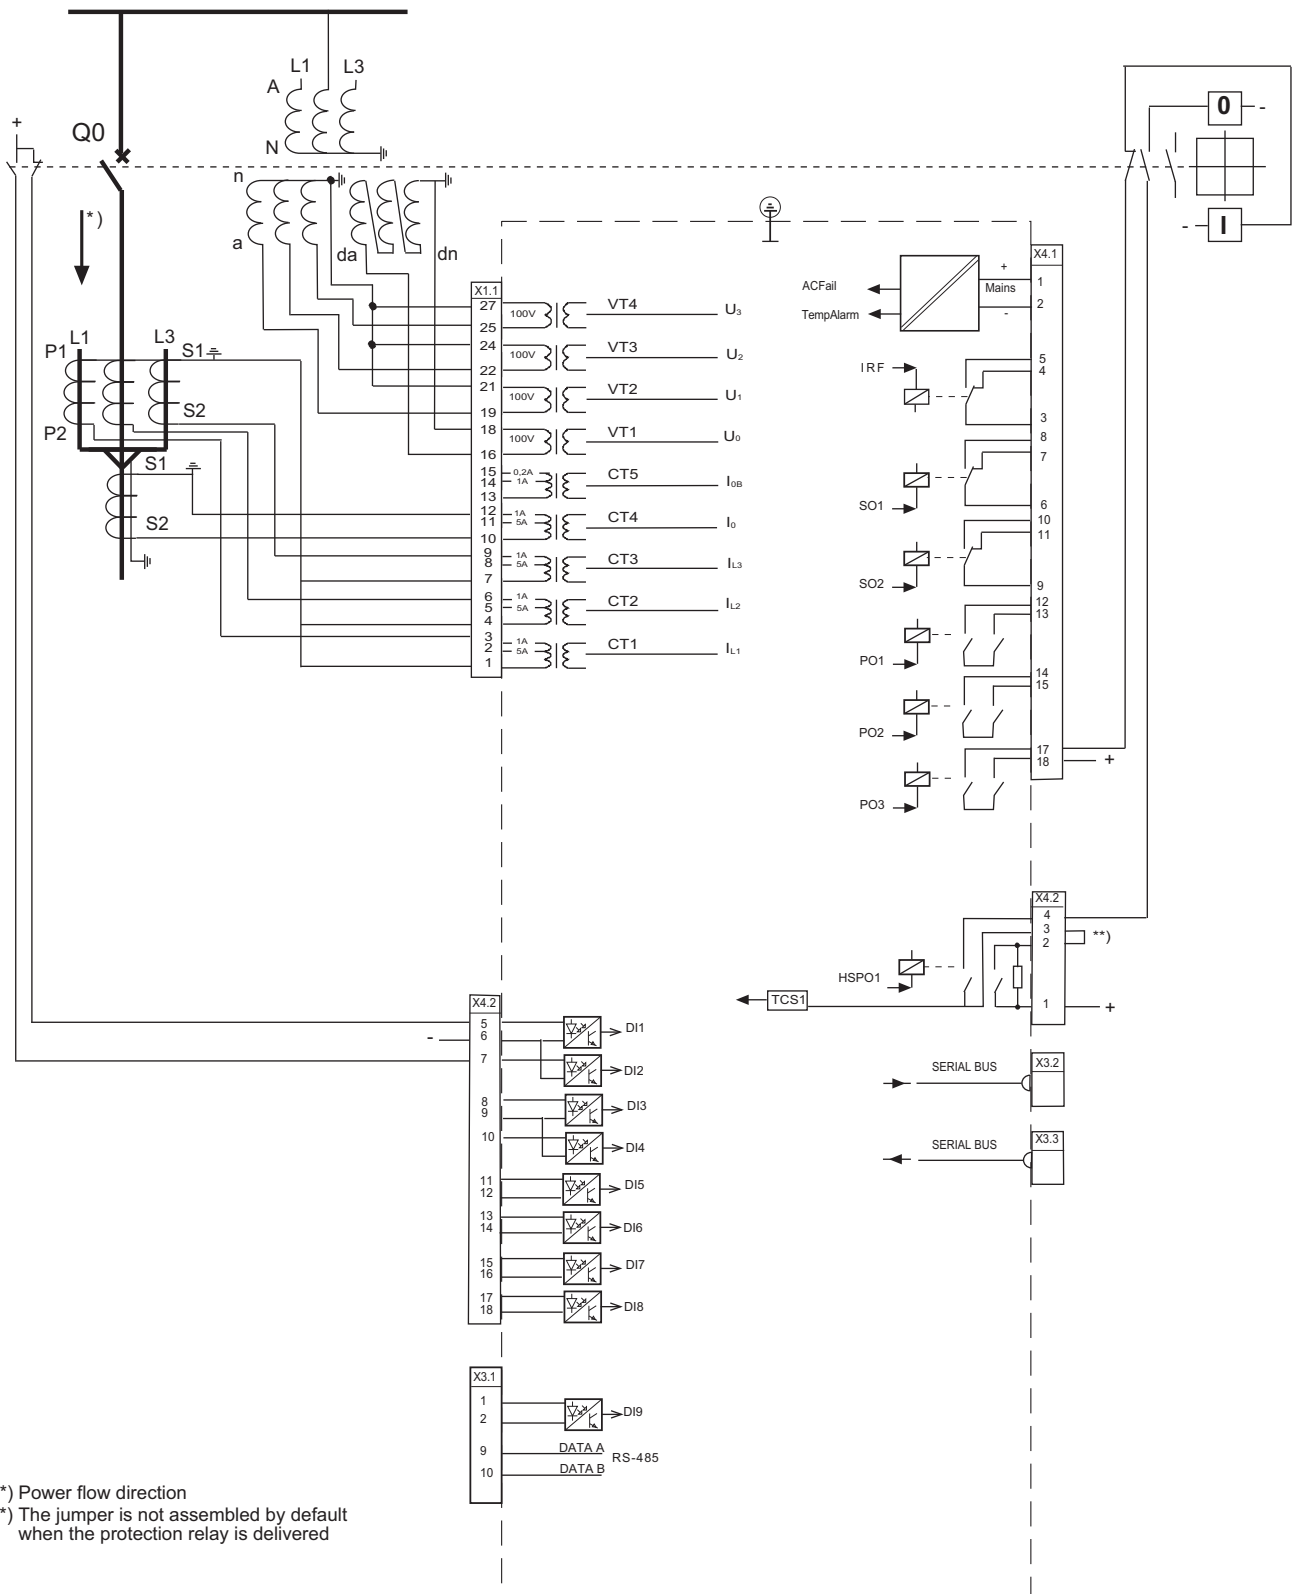 L1 L3
A
N
+
Q0
*)
n
a
da
dn
L1 L3
P1
S1
S2
P2
S1
S2
X1.1
27
25
24
22
21
19
18
16
15
14
13
12
11
10
9
8
7
6
5
4
3
2
1
100V VT4 U3
100V VT3 U2
100V VT2 U1
100V VT1 U0
0,2A
1A
CT5 I0B
1A
5A
CT4 I0
1A
5A
CT3 IL3
1A
5A
CT2 IL2
1A
5A
CT1 IL1
ACFail
TempAlarm
+
Mains
-
IRF
SO1
SO2
PO1
PO2
PO3
X4.1
1
2
5
4
3
8
7
6
10
11
9
12
13
14
15
17
18
+
0 -
- I
X4.2
4
3
2
1
**)
+
HSPO1
TCS1
X3.2
SERIAL BUS
X3.3
SERIAL BUS
X4.2
5
6
7
8
9
10
11
12
13
14
15
16
17
18
-
DI1
DI2
DI3
DI4
DI5
DI6
DI7
DI8
X3.1
1
2
9
10
DI9
DATA A
RS-485
DATA B
*) Power flow direction
*) The jumper is not assembled by default
when the protection relay is delivered